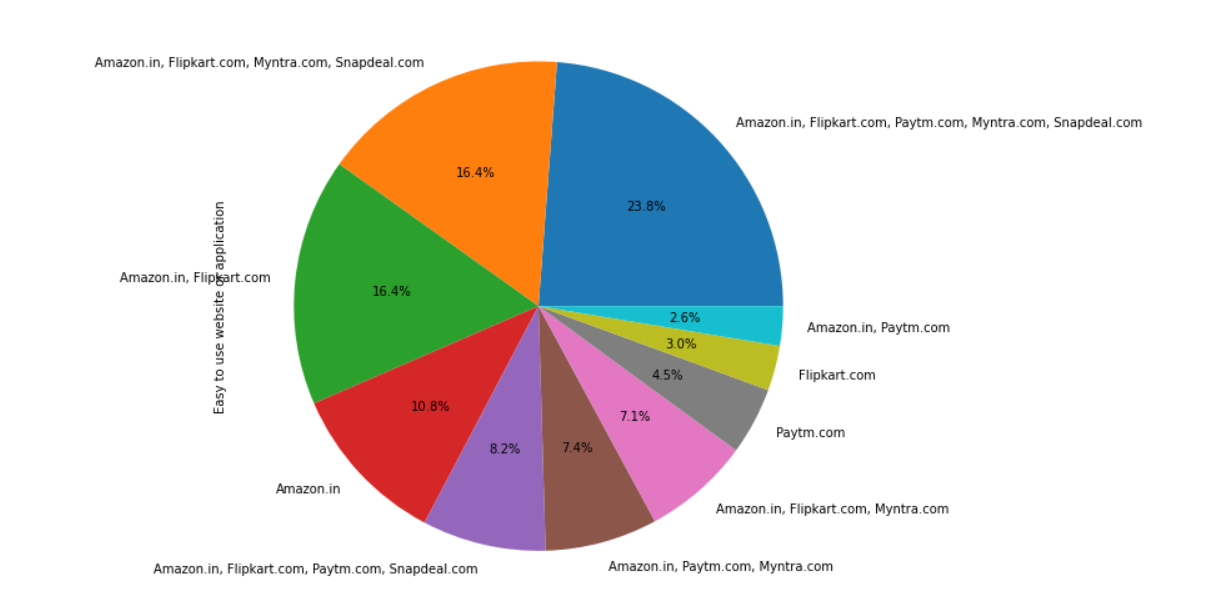 Amazon.in, Flipkart.com, Myntra.com, Snapdeal.com
Amazon.in, Flipkart.com, Paytm.com, Myntra.com, Snapdeal.com
16.4%
23.8%
Easy to use website or application
Amazon.in, Flipkart.com
16.4%
2.6%
Amazon.in, Paytm.com
3.0%
Flipkart.com
4.5%
10.8%
7.1%
Paytm.com
8.2%
7.4%
Amazon.in
Amazon.in, Flipkart.com, Myntra.com
Amazon.in, Flipkart.com, Paytm.com, Snapdeal.com
Amazon.in, Paytm.com, Myntra.com